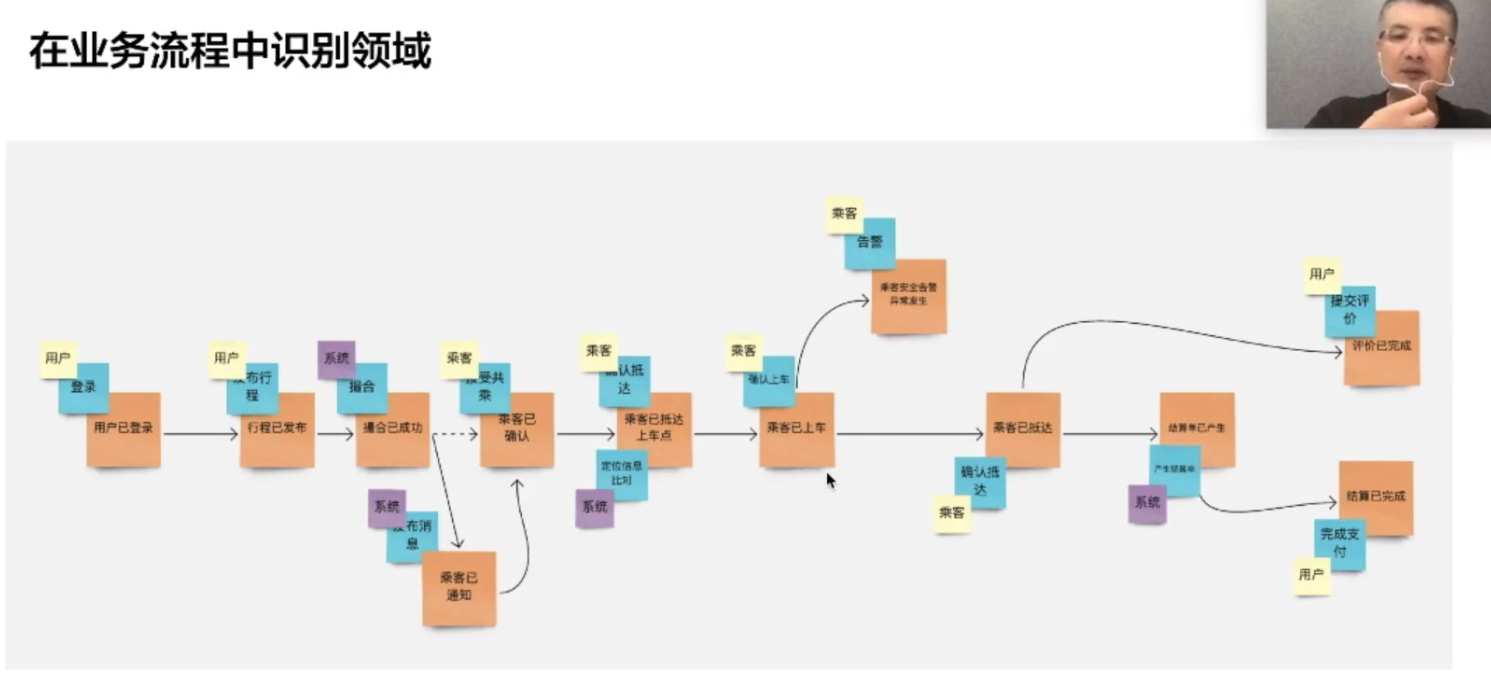 在业务流程中识别领域
乘客
告警
乘客安全告警
异常发生
用户
提交评
价
评价已完成
用户
登录
用户已登录
用户
发布行
程
行程已发布
系统
撮合
撮合已成功
乘客
接受共
乘
乘客已
确认
乘客
确认抵
达
乘客已抵达
上车点
定位信息
比对
系统
乘客
确认上车
乘客已上车
乘客已抵达
确认抵
达
乘客
结算单已产生
产生结算单
系统
结算已完成
完成支
付
用户
系统
发布消
息
乘客已
通知